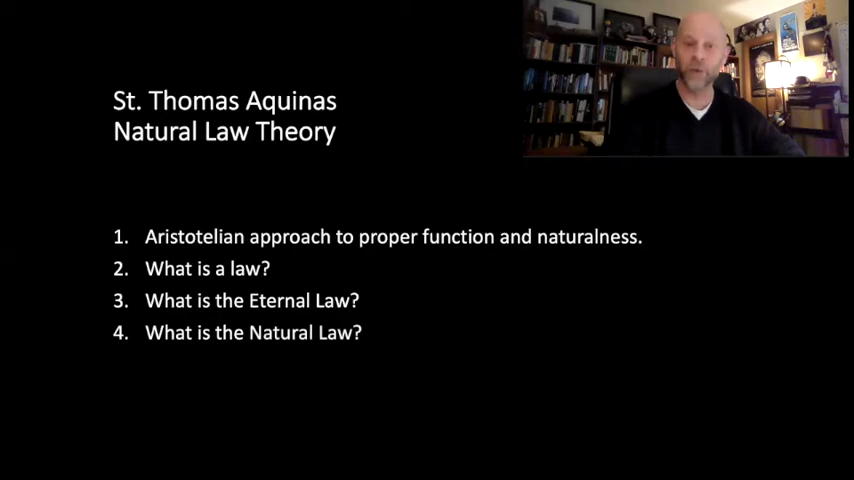 St. Thomas Aquinas
Natural Law Theory
1. Aristotelian approach to proper function and naturalness.
2. What is a law?
3. What is the Eternal Law?
4. What is the Natural Law?